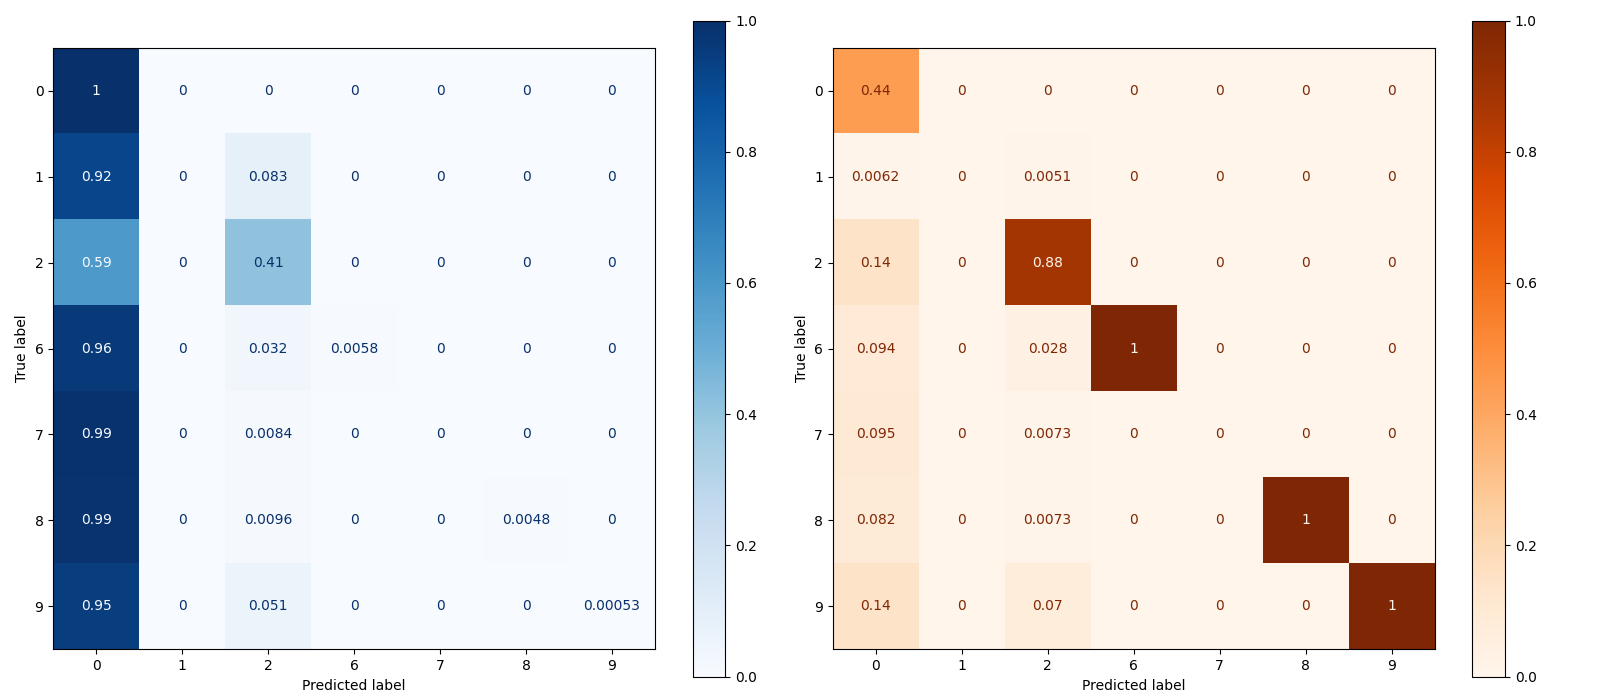 1.0
0 1 0 0 0 0 0 0
1 0.92 0 0.083 0 0 0 0
0.8
2 0.59 0 0.41 0 0 0 0
0.6
True label
6 0.96 0 0.032 0.0058 0 0 0
0.4
7 0.99 0 0.0084 0 0 0 0
8 0.99 0 0.0096 0 0 0.0048 0
0.2
9 0.95 0 0.051 0 0 0 0.00053
0.0
0 1 2 6 7 8 9
Predicted label
1.0
0 0.44 0 0 0 0 0 0
1 0.0062 0 0.0051 0 0 0 0
0.8
2 0.14 0 0.88 0 0 0 0
0.6
True label
6 0.094 0 0.028 1 0 0 0
0.4
7 0.095 0 0.0073 0 0 0 0
8 0.082 0 0.0073 0 0 1 0
0.2
9 0.14 0 0.07 0 0 0 1
0.0
0 1 2 6 7 8 9
Predicted label